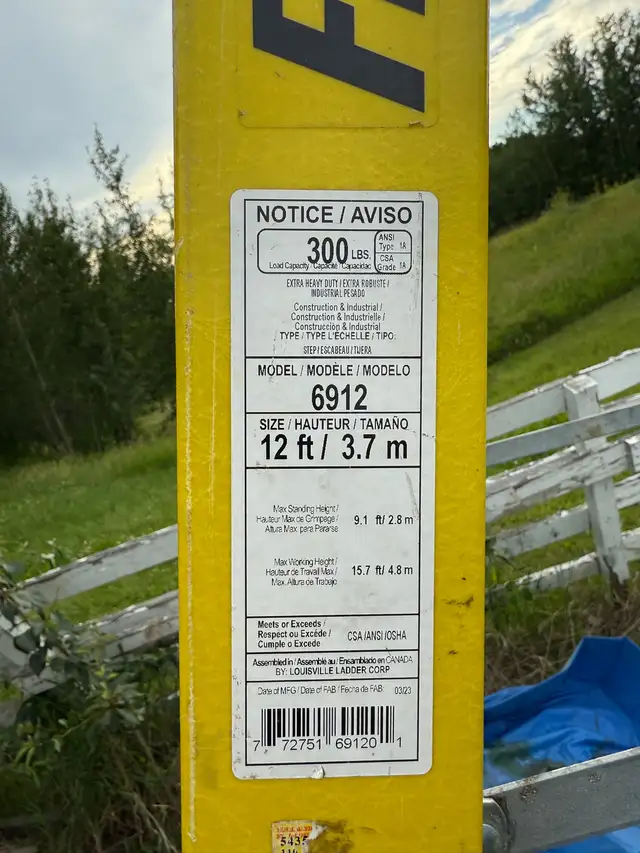 NOTICE / AVISO
300 LBS.
ANSI
Type 1A
CSA
Grade 1A
Load Capacity / Capacité / Capacidad
EXTRA HEAVY DUTY / EXTRA ROBUSTE /
INDUSTRIAL PESADO
Construction & Industrial /
Construction & Industrielle /
Construcción & Industrial
TYPE / TYPE L'ÉCHELLE / TIPO:
STEP / ESCABEAU / TIJERA
MODEL / MODÈLE / MODELO
6912
SIZE / HAUTEUR / TAMAÑO
12 ft / 3.7 m
Max Standing Height /
Hauteur Max de Grimpage /
Altura Max. para Pararse
9.1 ft/ 2.8 m
Max Working Height /
Hauteur de Travail Max /
Max. Altura de Trabajo
15.7 ft/ 4.8 m
Meets or Exceeds /
Respect ou Excéde /
Cumple o Excede
CSA /ANSI /OSHA
Assembled in / Assemblé au / Ensamblado en CANADA
BY: LOUISVILLE LADDER CORP
Date of MFG / Date of FAB / Fecha de FAB: 03/23
7 72751 69120 1
5435